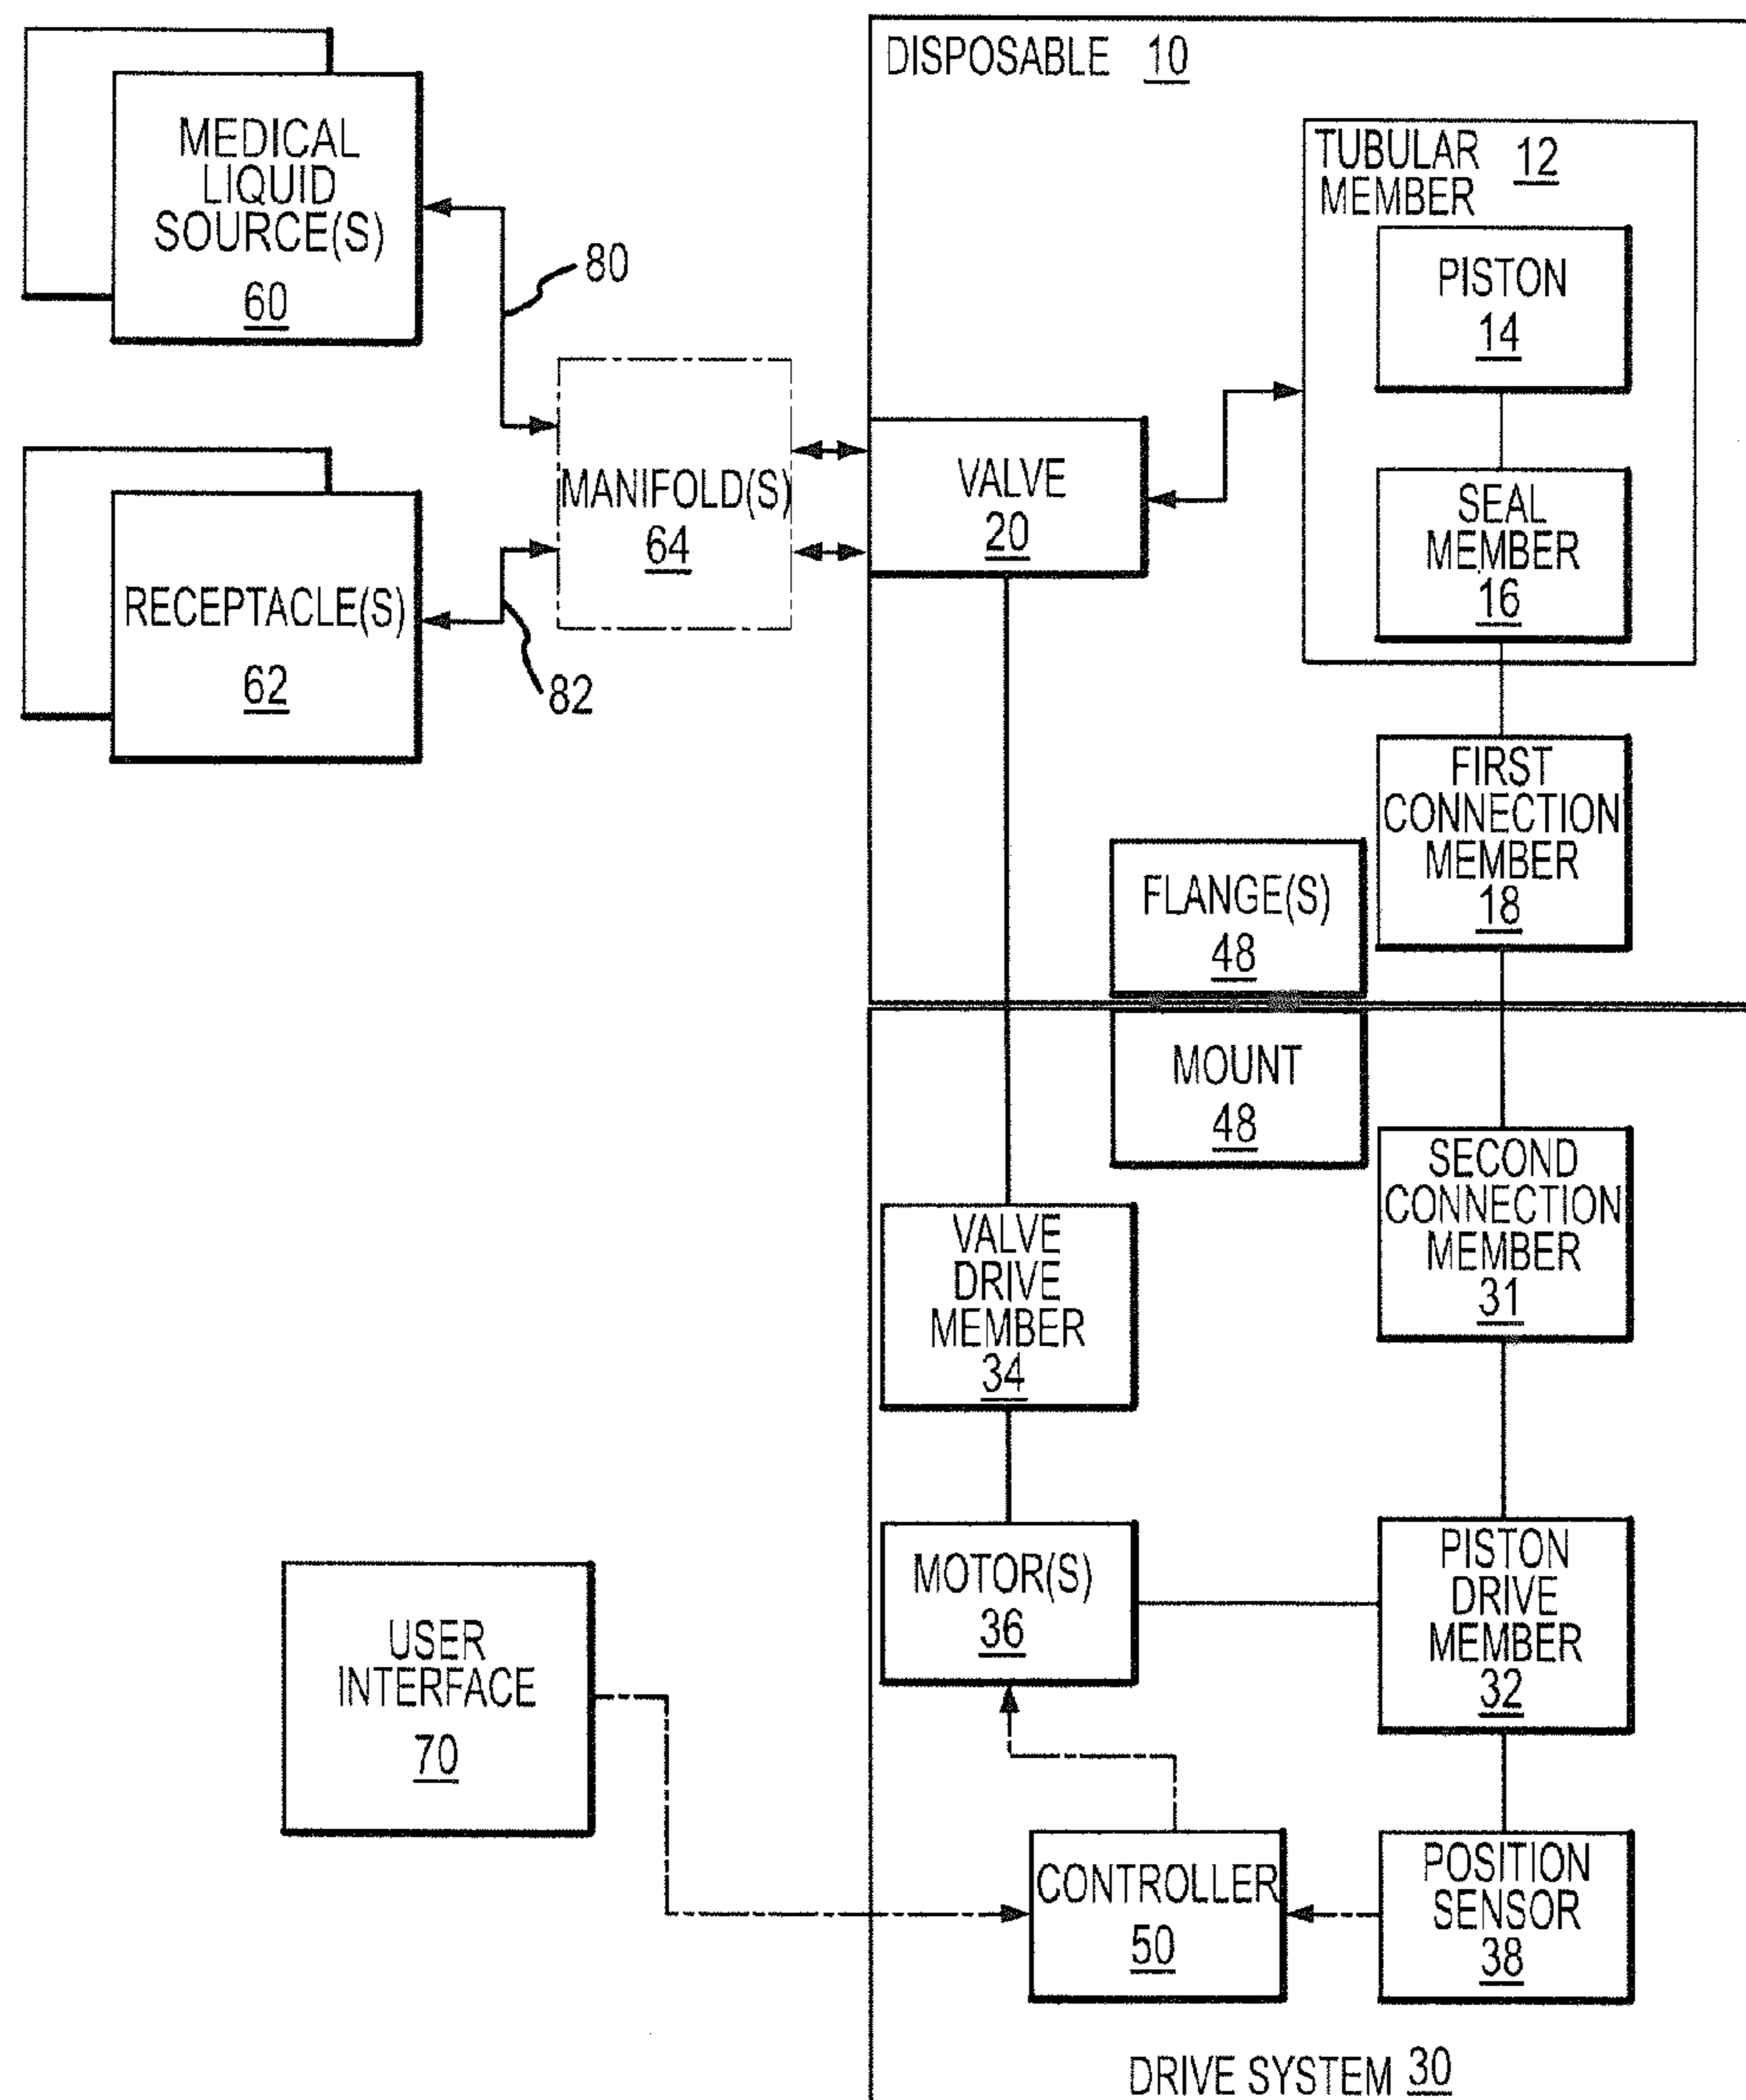 DISPOSABLE 10
MEDICAL
LIQUID
SOURCE(S)
60
80
TUBULAR
MEMBER 12
PISTON
14
SEAL
MEMBER
16
MANIFOLD(S)
64
VALVE
20
RECEPTACLE(S)
62
82
FIRST
CONNECTION
MEMBER
18
FLANGE(S)
48
MOUNT
48
SECOND
CONNECTION
MEMBER
31
VALVE
DRIVE
MEMBER
34
MOTOR(S)
36
PISTON
DRIVE
MEMBER
32
USER
INTERFACE
70
CONTROLLER
50
POSITION
SENSOR
38
DRIVE SYSTEM 30